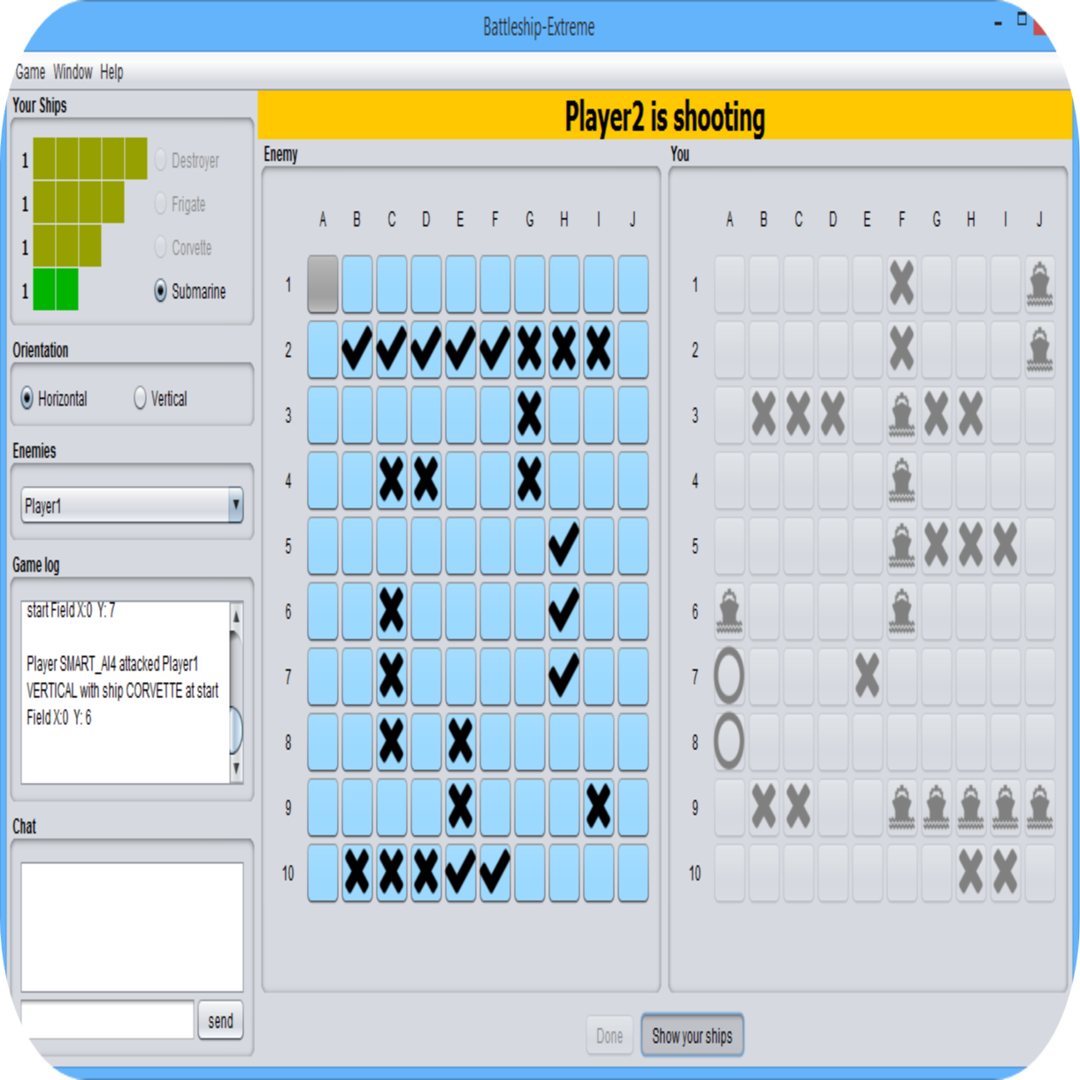 Battleship-Extreme
Game Window Help
Your Ships
1 Destroyer
1 Frigate
1 Corvette
1 Submarine
Orientation
Horizontal Vertical
Enemies
Player1
Game log
start Field X:0 Y: 7
Player SMART_AI4 attacked Player1
VERTICAL with ship CORVETTE at start
Field X:0 Y: 6
Chat
send
Player2 is shooting
Enemy
A B C D E F G H I J
1
2
3
4
5
6
7
8
9
10
You
A B C D E F G H I J
1
2
3
4
5
6
7
8
9
10
Done Show your ships